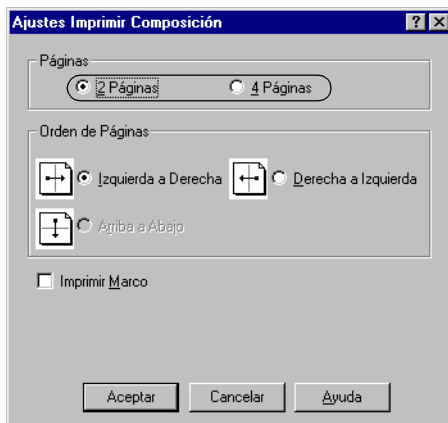 Ajustes Imprimir Composición
Páginas
2 Páginas 4 Páginas
Orden de Páginas
Izquierda a Derecha Derecha a Izquierda
Arriba a Abajo
Imprimir Marco
Aceptar Cancelar Ayuda